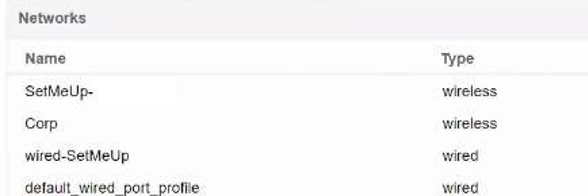 Networks
Name Type
SetMeUp- wireless
Corp wireless
wired-SetMeUp wired
default_wired_port_profile wired